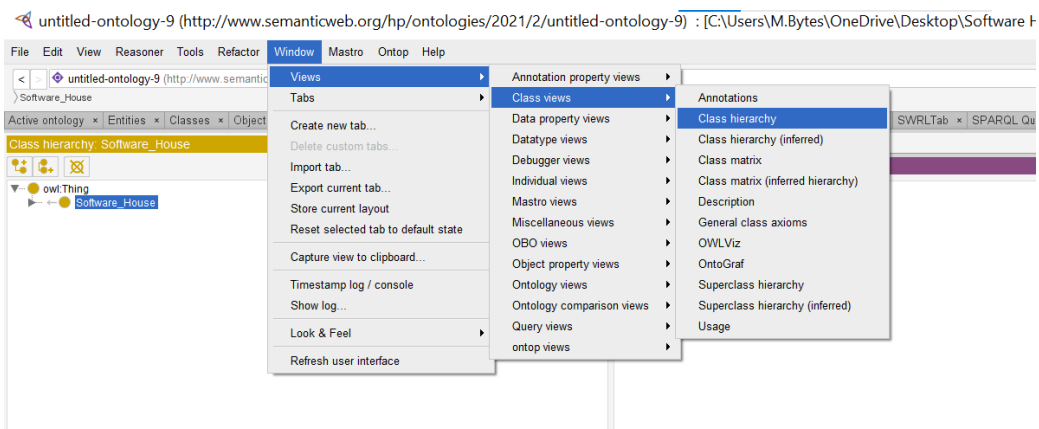 untitled-ontology-9 (http://www.semanticweb.org/hp/ontologies/2021/2/untitled-ontology-9) : [C:\Users\M.Bytes\OneDrive\Desktop\Software H
File Edit View Reasoner Tools Refactor Window Mastro Ontop Help
< > untitled-ontology-9 (http://www.semantic
Software_House
Active ontology × Entities × Classes × Object
SWRLTab × SPARQL Qu
Class hierarchy: Software_House
owl:Thing
Software_House
Views
Tabs
Create new tab...
Delete custom tabs...
Import tab...
Export current tab...
Store current layout
Reset selected tab to default state
Capture view to clipboard...
Timestamp log / console
Show log...
Look & Feel
Refresh user interface
Annotation property views
Class views
Data property views
Datatype views
Debugger views
Individual views
Mastro views
Miscellaneous views
OBO views
Object property views
Ontology views
Ontology comparison views
Query views
ontop views
Annotations
Class hierarchy
Class hierarchy (inferred)
Class matrix
Class matrix (inferred hierarchy)
Description
General class axioms
OWLViz
OntoGraf
Superclass hierarchy
Superclass hierarchy (inferred)
Usage